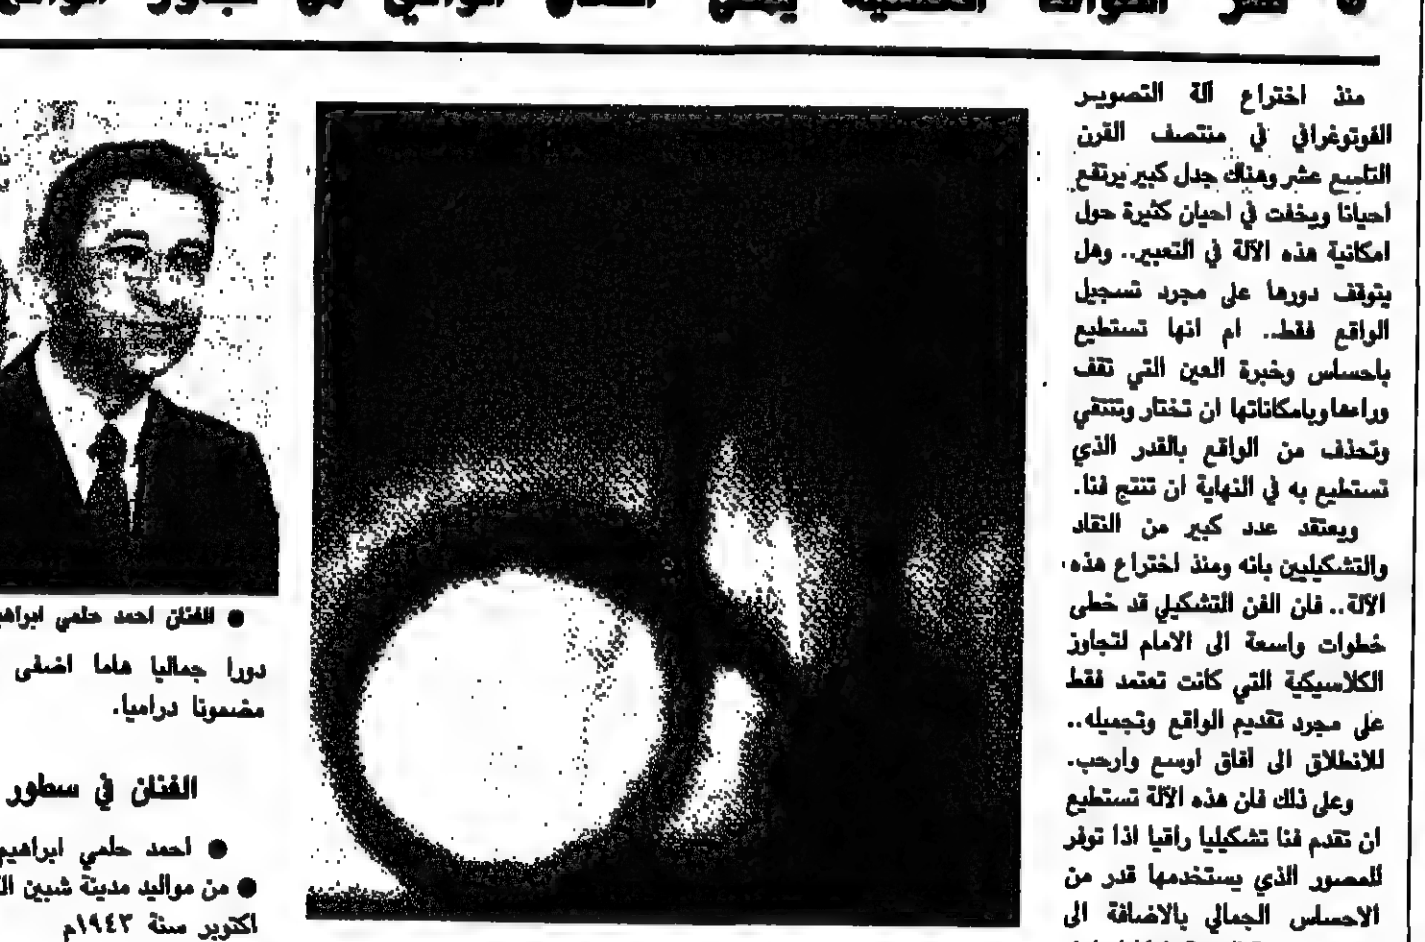 منذ اختراع آلة التصوير
الفوتوغرافي في منتصف القرن
التاسع عشر وهناك جدل كبير يرتفع
احيانا ويخفت في احيان كثيرة حول
امكانية هذه الآلة في التعبير.. وهل
يتوقف دورها على مجرد تسجيل
الواقع فقط.. ام انها تستطيع
باحساس وخبرة العين التي تقف
وراءها وبامكاناتها ان تختار وتنتقي
وتحذف من الواقع بالقدر الذي
تستطيع به في النهاية ان تنتج فنا.
ويعتقد عدد كبير من النقاد
والتشكيليين بانه ومنذ اختراع هذه
الآلة.. فان الفن التشكيلي قد خطى
خطوات واسعة الى الامام لتجاوز
الكلاسيكية التي كانت تعتمد فقط
على مجرد تقديم الواقع وتجميله..
للانطلاق الى آفاق اوسع وارحب.
وعلى ذلك فان هذه الآلة تستطيع
ان تقدم فنا تشكيليا راقيا اذا توفر
للمصور الذي يستخدمها قدر من
الاحساس الجمالي بالاضافة الى
● الفنان احمد حلمي ابراهيم
دورا جماليا هاما اضفى
مضمونا دراميا.
الفنان في سطور
● احمد حلمي ابراهيم
● من مواليد مدينة شبين
اكتوبر سنة ١٩٤٣م